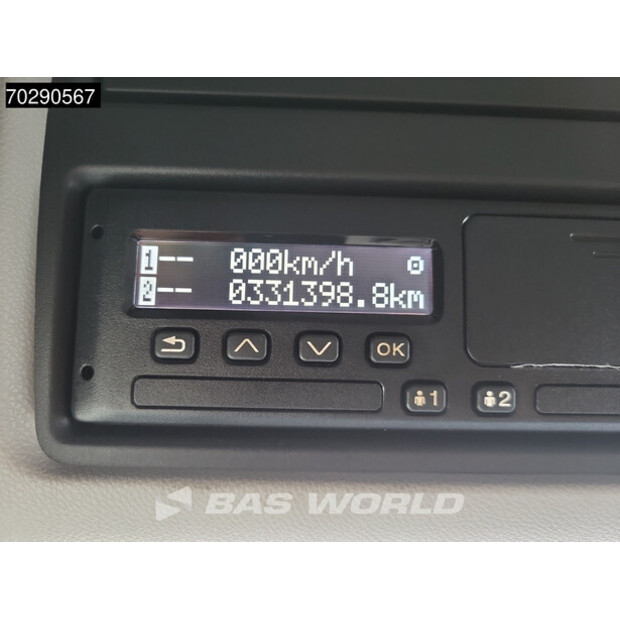 70290567
1-- 000km/h
2-- 0331398.8km
OK
1 2
BAS WORLD